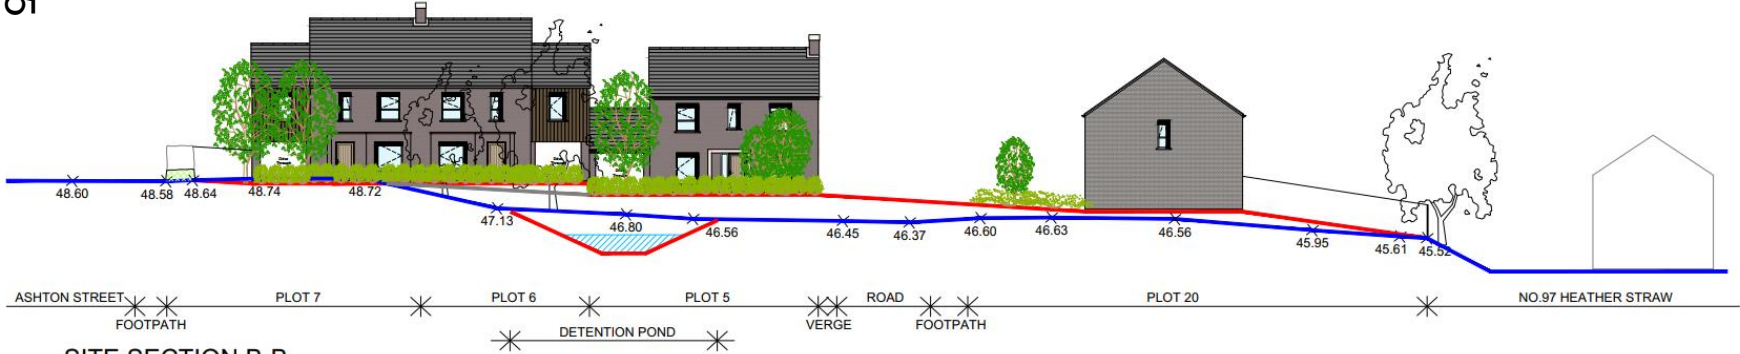 48.60
48.58
48.64
48.74
48.72
47.13
46.80
46.56
46.45
46.37
46.60
46.63
46.56
45.95
45.61
45.52
ASHTON STREET
FOOTPATH
PLOT 7
PLOT 6
PLOT 5
VERGE
ROAD
FOOTPATH
PLOT 20
NO.97 HEATHER STRAW
DETENTION POND